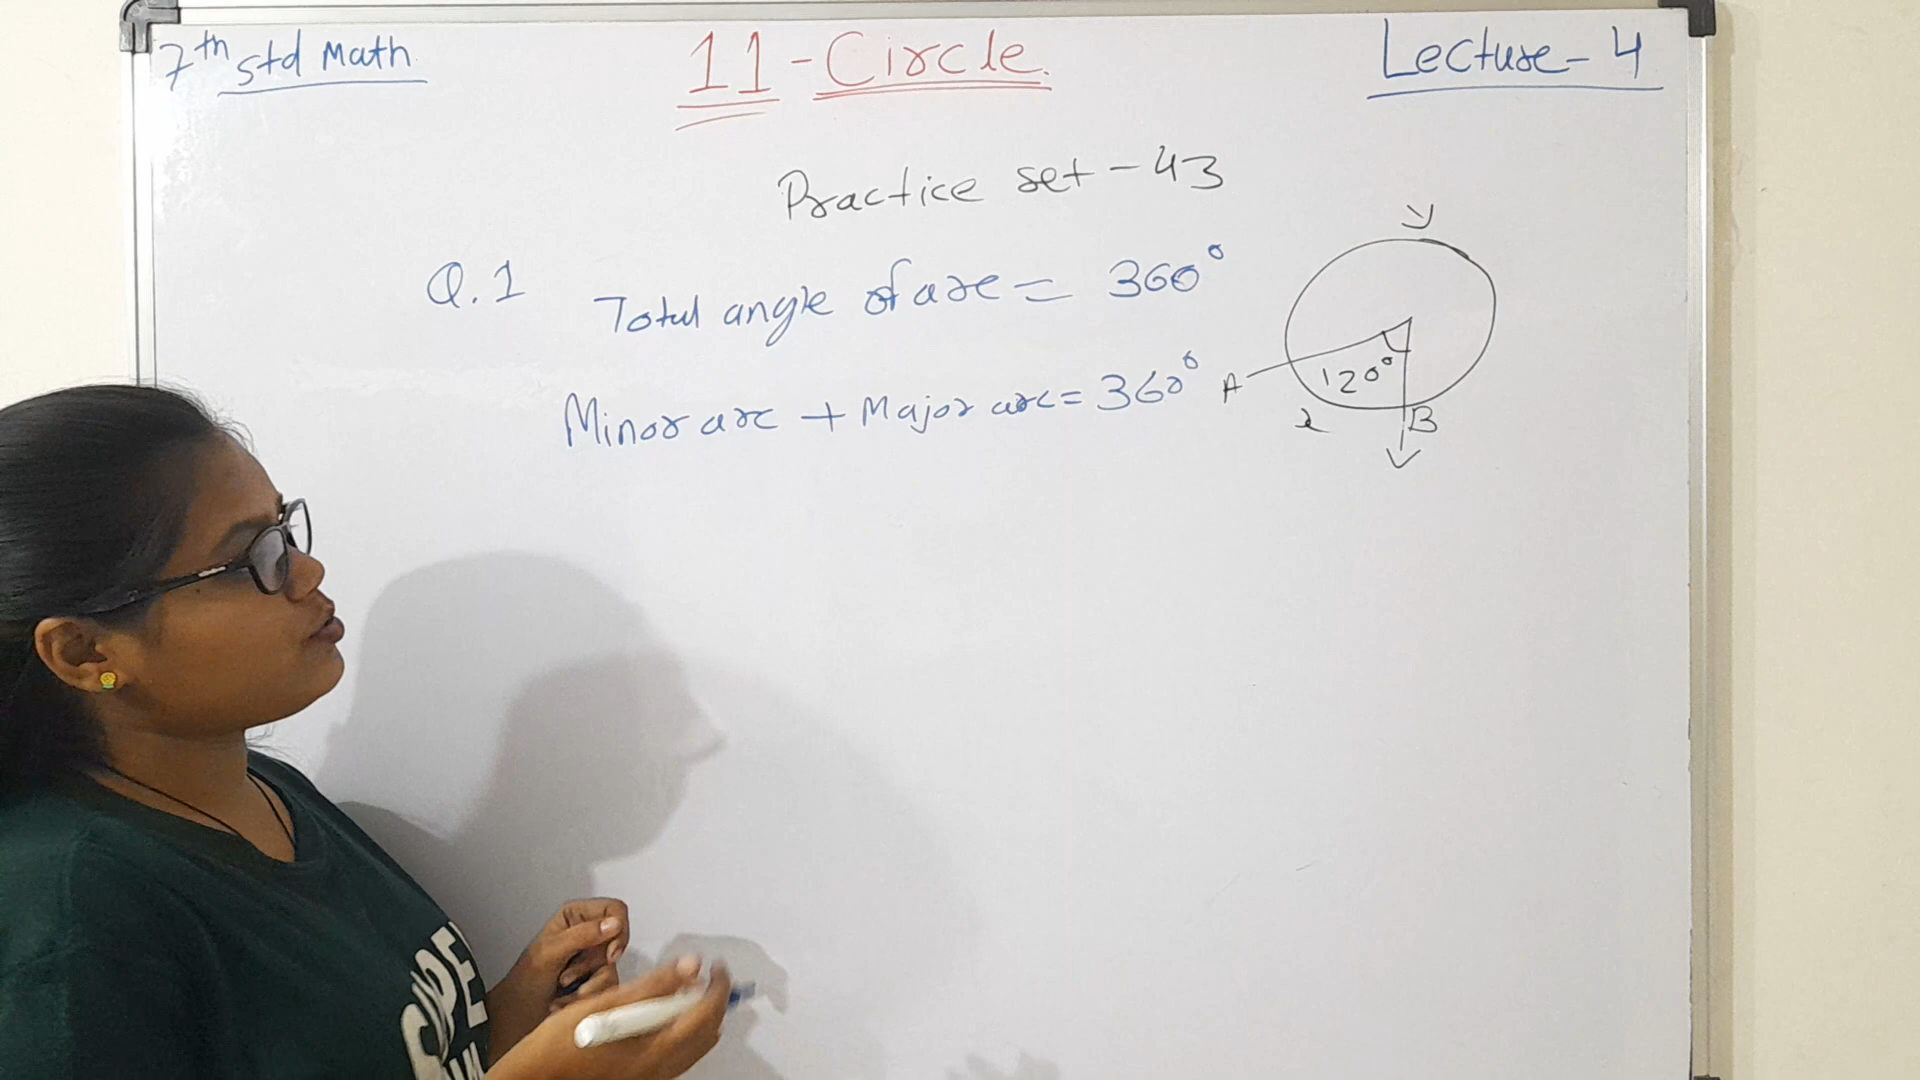 7th std Math
11 - Circle.
Lecture - 4
Practice set - 43
Q.1 Total angle of arc = 360°
Minor arc + Major arc = 360°
y
A
120°
B